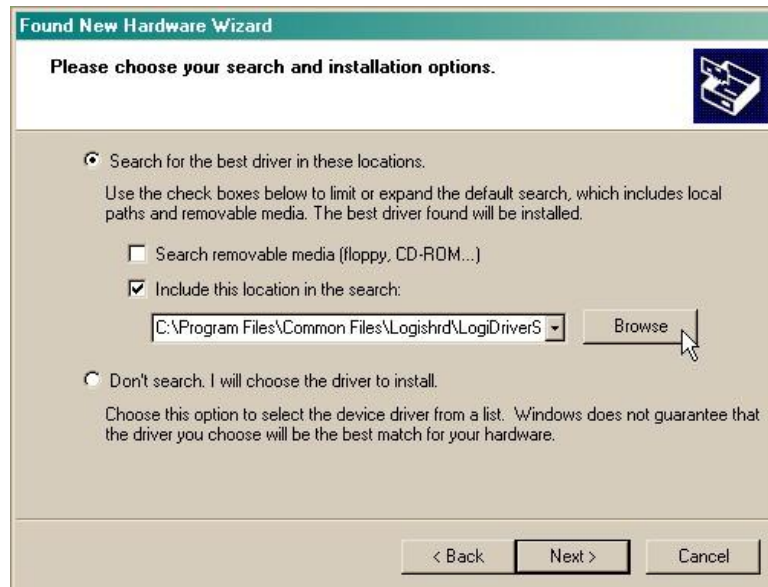 Found New Hardware Wizard
Please choose your search and installation options.
Search for the best driver in these locations.
Use the check boxes below to limit or expand the default search, which includes local
paths and removable media. The best driver found will be installed.
Search removable media (floppy, CD-ROM...)
Include this location in the search:
C:\Program Files\Common Files\Logishrd\LogiDriverS
Browse
Don't search. I will choose the driver to install.
Choose this option to select the device driver from a list. Windows does not guarantee that
the driver you choose will be the best match for your hardware.
< Back
Next >
Cancel